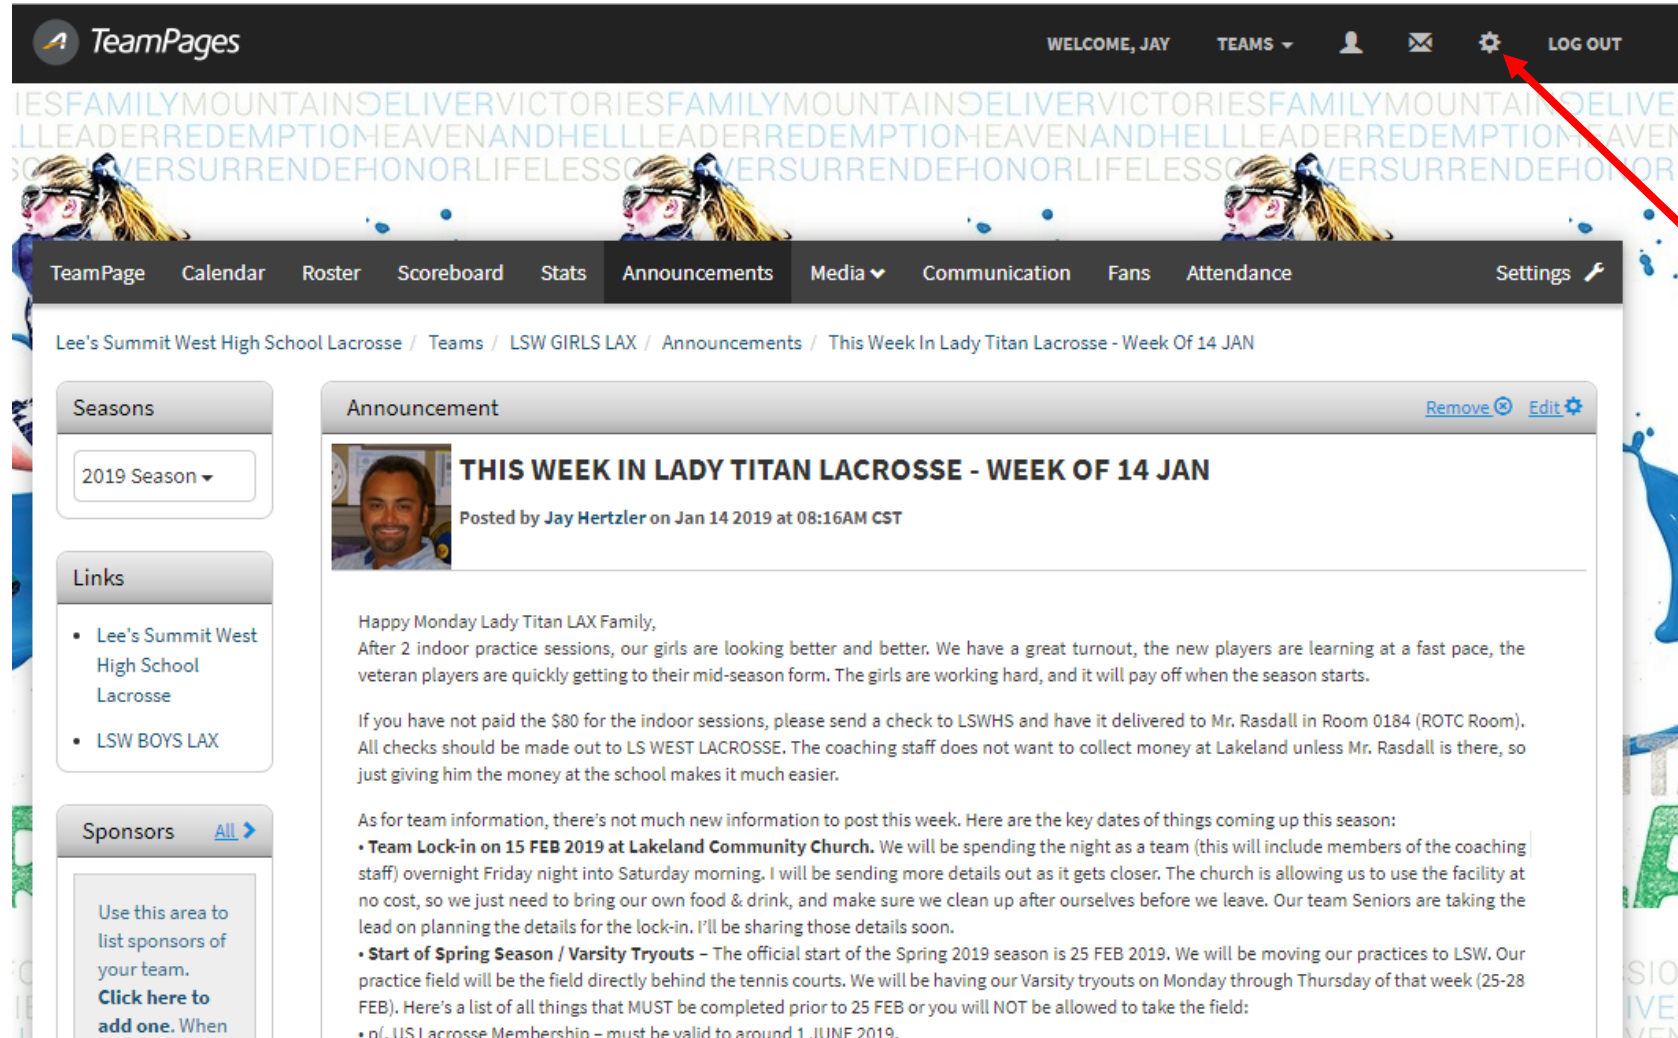 TeamPages
WELCOME, JAY TEAMS LOG OUT
IESFAMILYMOUNTAINSDELIVERVICTORIESFAMILYMOUNTAINSDELIVERVICTORIESFAMILYMOUNTAINSDELIVE
LLEADERREDEMPTIONHEAVENANDHELLLEADERREDEMPTIONHEAVENANDHELLLEADERREDEMPTION
VERSURRENDERHONORLIFELESSO VERSURRENDERHONORLIFELESSO VERSURRENDERHONOR
TeamPage Calendar Roster Scoreboard Stats Announcements Media Communication Fans Attendance Settings
Lee's Summit West High School Lacrosse / Teams / LSW GIRLS LAX / Announcements / This Week In Lady Titan Lacrosse - Week Of 14 JAN
Seasons
2019 Season
Links
• Lee's Summit West
High School
Lacrosse
• LSW BOYS LAX
Sponsors All
Use this area to
list sponsors of
your team.
Click here to
add one. When
Announcement Remove Edit
THIS WEEK IN LADY TITAN LACROSSE - WEEK OF 14 JAN
Posted by Jay Hertzler on Jan 14 2019 at 08:16AM CST
Happy Monday Lady Titan LAX Family,
After 2 indoor practice sessions, our girls are looking better and better. We have a great turnout, the new players are learning at a fast pace, the
veteran players are quickly getting to their mid-season form. The girls are working hard, and it will pay off when the season starts.
If you have not paid the $80 for the indoor sessions, please send a check to LSWHS and have it delivered to Mr. Rasdall in Room 0184 (ROTC Room).
All checks should be made out to LS WEST LACROSSE. The coaching staff does not want to collect money at Lakeland unless Mr. Rasdall is there, so
just giving him the money at the school makes it much easier.
As for team information, there’s not much new information to post this week. Here are the key dates of things coming up this season:
• Team Lock-in on 15 FEB 2019 at Lakeland Community Church. We will be spending the night as a team (this will include members of the coaching
staff) overnight Friday night into Saturday morning. I will be sending more details out as it gets closer. The church is allowing us to use the facility at
no cost, so we just need to bring our own food & drink, and make sure we clean up after ourselves before we leave. Our team Seniors are taking the
lead on planning the details for the lock-in. I’ll be sharing those details soon.
• Start of Spring Season / Varsity Tryouts – The official start of the Spring 2019 season is 25 FEB 2019. We will be moving our practices to LSW. Our
practice field will be the field directly behind the tennis courts. We will be having our Varsity tryouts on Monday through Thursday of that week (25-28
FEB). Here’s a list of all things that MUST be completed prior to 25 FEB or you will NOT be allowed to take the field:
• p(. US Lacrosse Membership – must be valid to around 1 JUNE 2019.